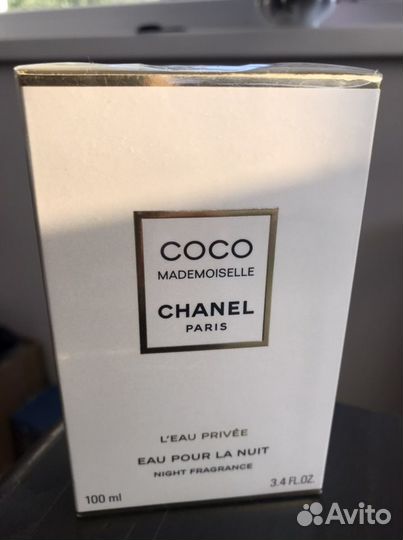 COCO
MADEMOISELLE
CHANEL
PARIS
L'EAU PRIVÉE
EAU POUR LA NUIT
NIGHT FRAGRANCE
100 ml
3.4 FL.OZ.
Avito